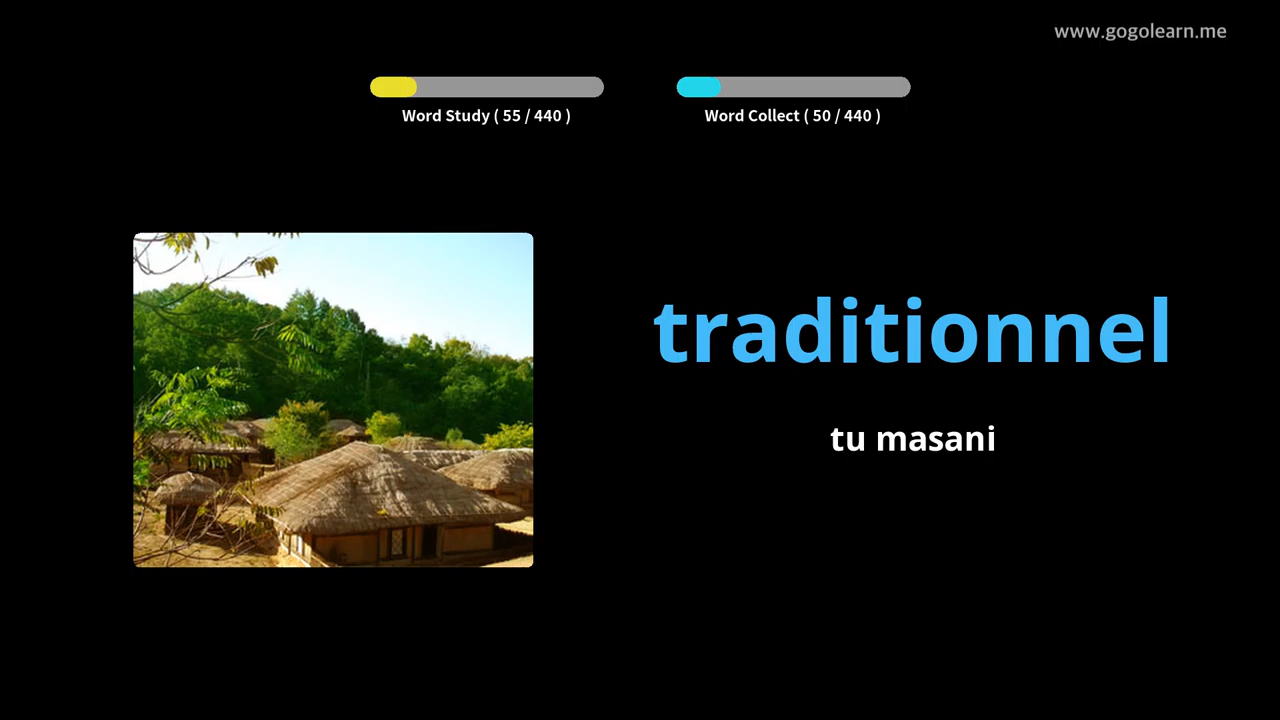 www.gogolearn.me
Word Study ( 55 / 440 )
Word Collect ( 50 / 440 )
traditionnel
tu masani